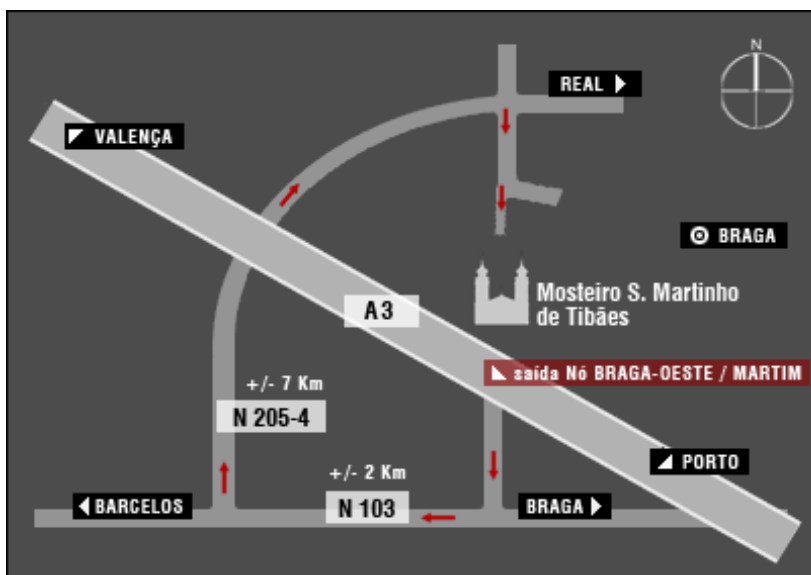 N
REAL
VALENÇA
BRAGA
Mosteiro S. Martinho
de Tibães
A3
saída Nó BRAGA-OESTE / MARTIM
+/- 7 Km
N 205-4
PORTO
+/- 2 Km
BARCELOS
N 103
BRAGA